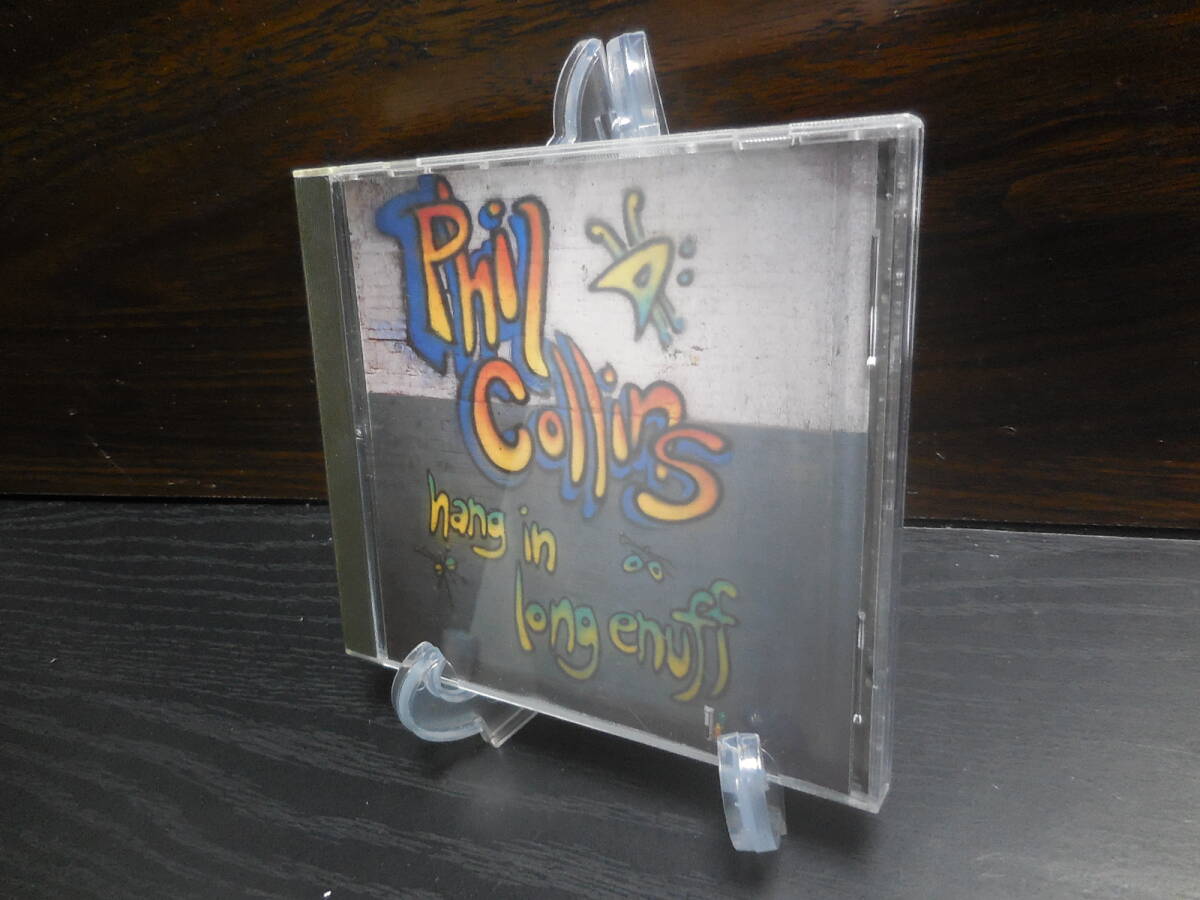 Phil
Collins
hang in
long enuff